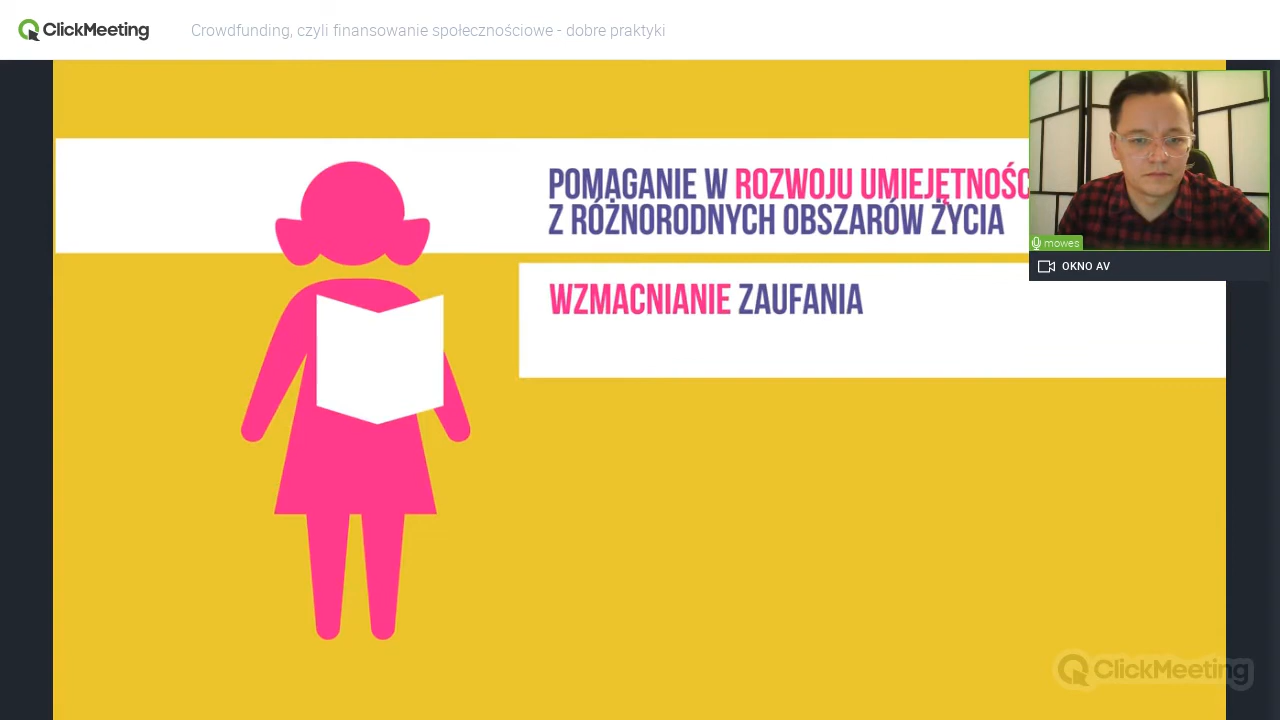 ClickMeeting
Crowdfunding, czyli finansowanie społecznościowe - dobre praktyki
POMAGANIE W ROZWOJU UMIEJĘTNOŚC
Z RÓŻNORODNYCH OBSZARÓW ŻYCIA
WZMACNIANIE ZAUFANIA
mowes
OKNO AV
ClickMeeting